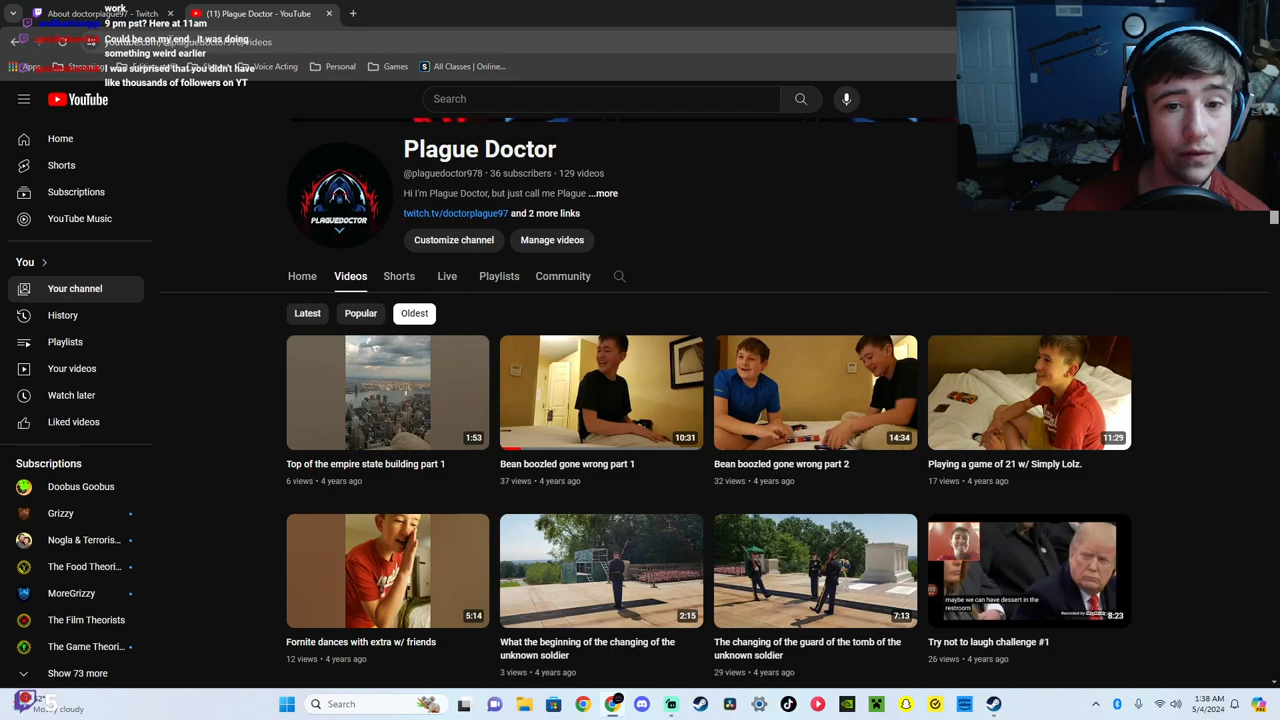 About doctorplague97 - Twitch
(11) Plague Doctor - YouTube
work
9 pm pst? Here at 11am
Could be on my end.. it was doing
something weird earlier
I was surprised that you didn't have
like thousands of followers on YT
Apps
Voice Acting
Personal
Games
All Classes | Online...
YouTube
Search
Home
Shorts
Subscriptions
YouTube Music
You
Your channel
History
Playlists
Your videos
Watch later
Liked videos
Subscriptions
Doobus Goobus
Grizzy
Nogla & Terroris...
The Food Theori...
MoreGrizzy
The Film Theorists
The Game Theori...
Show 73 more
PLAGUEDOCTOR
Plague Doctor
@plaguedoctor978 • 36 subscribers • 129 videos
Hi I'm Plague Doctor, but just call me Plague ...more
twitch.tv/doctorplague97 and 2 more links
Customize channel
Manage videos
Home
Videos
Shorts
Live
Playlists
Community
Latest
Popular
Oldest
1:53
10:31
14:34
11:29
Top of the empire state building part 1
6 views • 4 years ago
Bean boozled gone wrong part 1
37 views • 4 years ago
Bean boozled gone wrong part 2
32 views • 4 years ago
Playing a game of 21 w/ Simply Lolz.
17 views • 4 years ago
5:14
2:15
7:13
maybe we can have dessert in the
restroom
Recorded by
8:23
Fornite dances with extra w/ friends
12 views • 4 years ago
What the beginning of the changing of the
unknown soldier
3 views • 4 years ago
The changing of the guard of the tomb of the
unknown soldier
29 views • 4 years ago
Try not to laugh challenge #1
26 views • 4 years ago
Mostly cloudy
Search
1:38 AM
5/4/2024